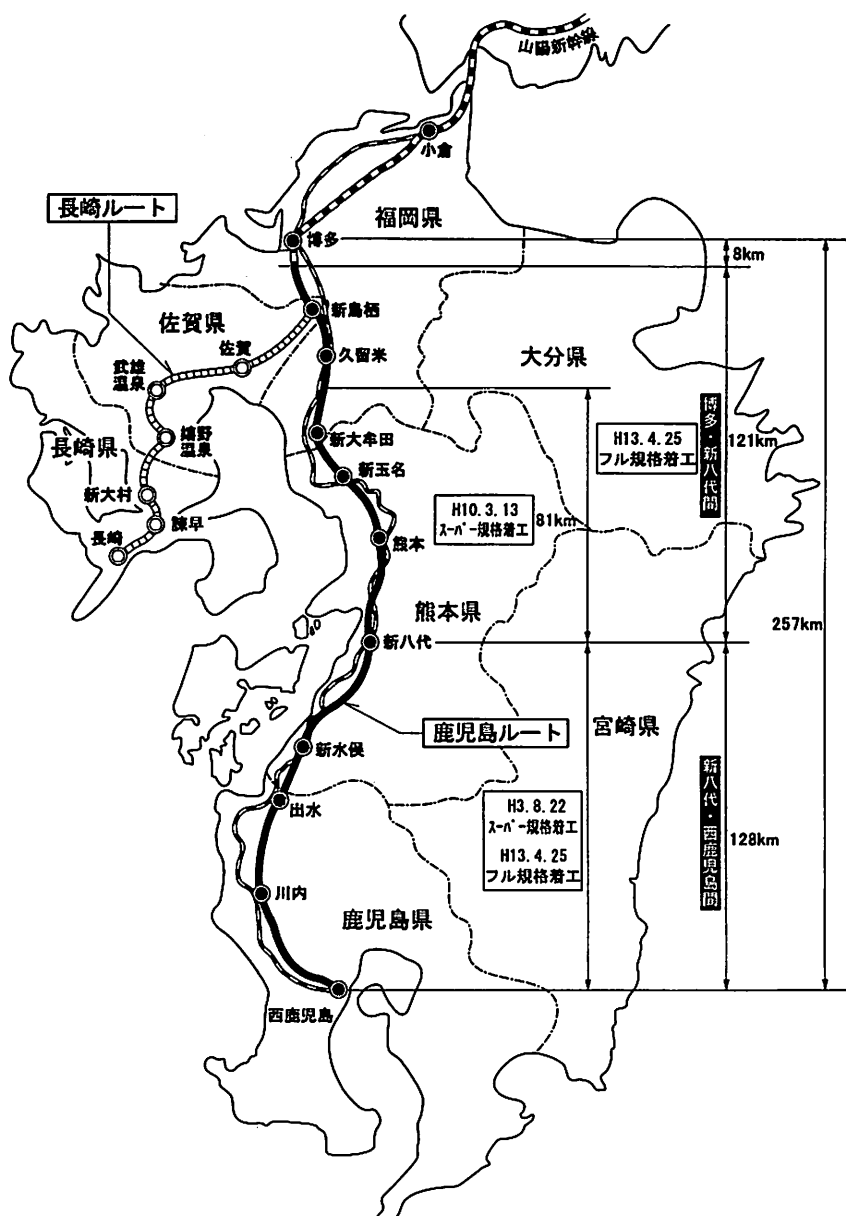 山陽新幹線
小倉
長崎ルート
福岡県
博多
8km
新鳥栖
佐賀県
佐賀
久留米
大分県
武雄
温泉
新大牟田
嬉野
温泉
長崎県
新玉名
新大村
諫早
長崎
熊本
H10.3.13
スーパー規格着工
81km
H13.4.25
フル規格着工
博多・新八代間
121km
熊本県
新八代
257km
鹿児島ルート
宮崎県
新水俣
出水
H3.8.22
スーパー規格着工
H13.4.25
フル規格着工
新八代・西鹿児島間
128km
川内
鹿児島県
西鹿児島